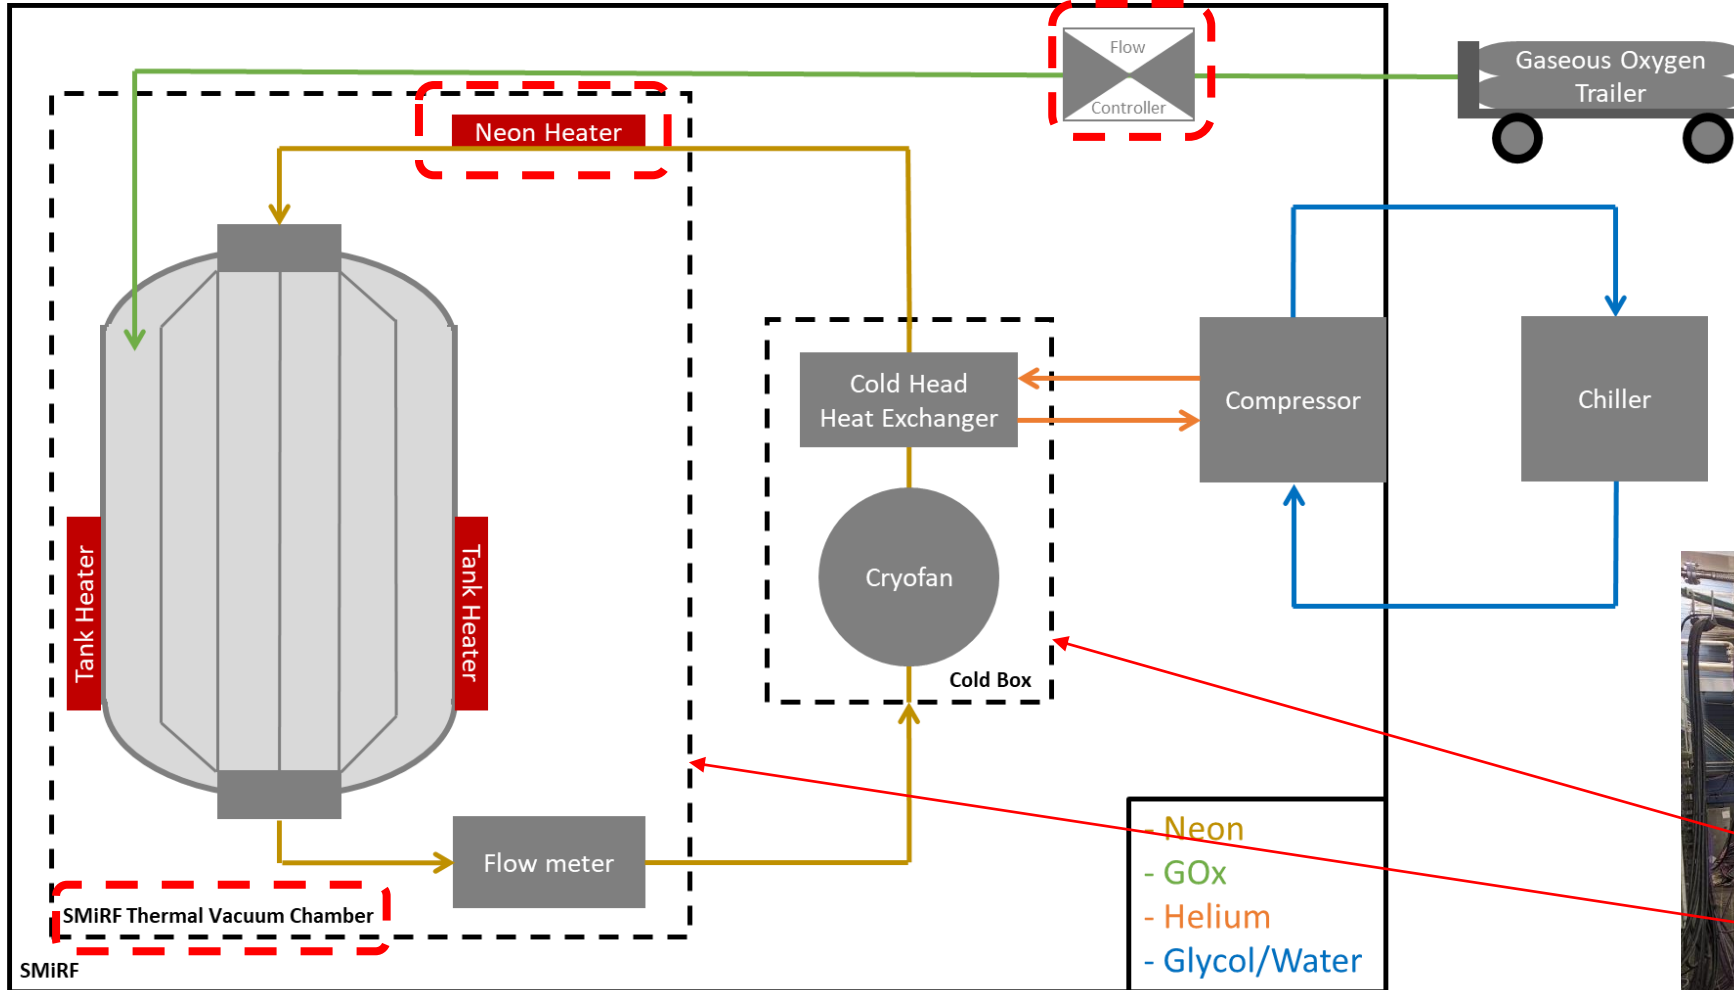 Flow
Controller
Gaseous Oxygen
Trailer
Neon Heater
Cold Head
Heat Exchanger
Compressor
Chiller
Cryofan
Cold Box
Tank Heater
Tank Heater
Flow meter
SMiRF Thermal Vacuum Chamber
SMiRF
- Neon
- GOx
- Helium
- Glycol/Water